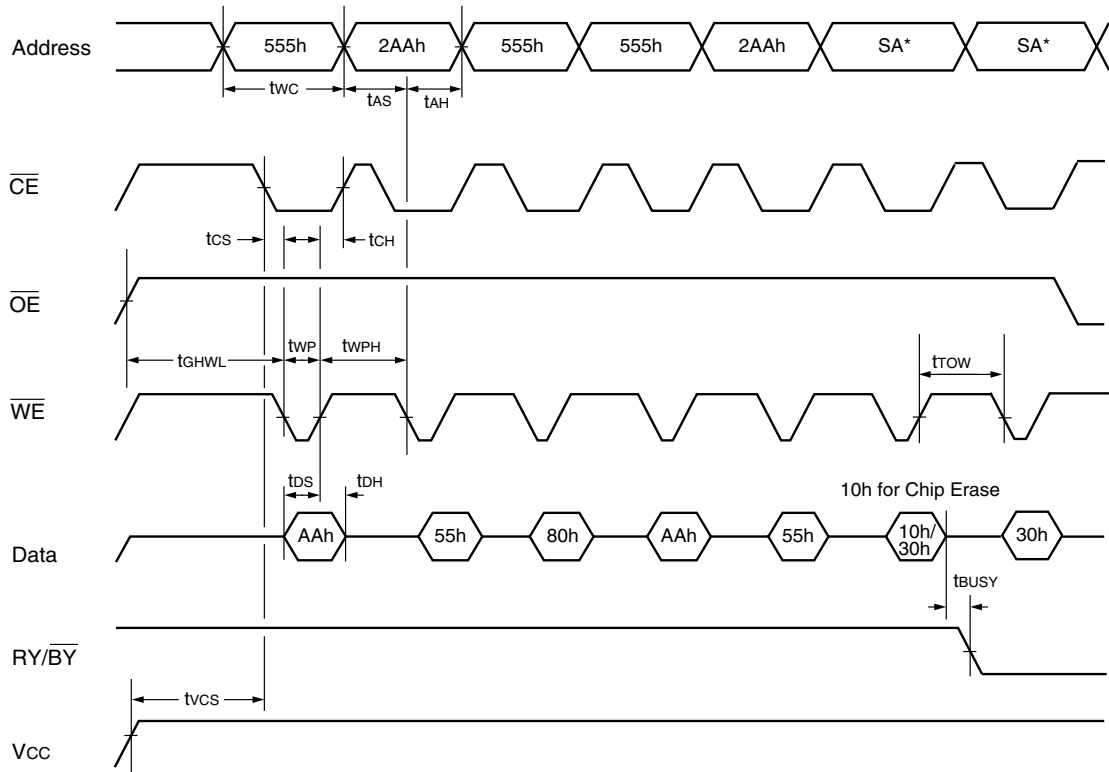 Address 555h 2AAh 555h 555h 2AAh SA* SA*
tWC tAS tAH
CE
tCS tCH
OE
tGHWL tWP tWPH tTOW
WE
tDS tDH 10h for Chip Erase
Data AAh 55h 80h AAh 55h 10h/ 30h
30h
tBUSY
RY/BY
tVCS
VCC